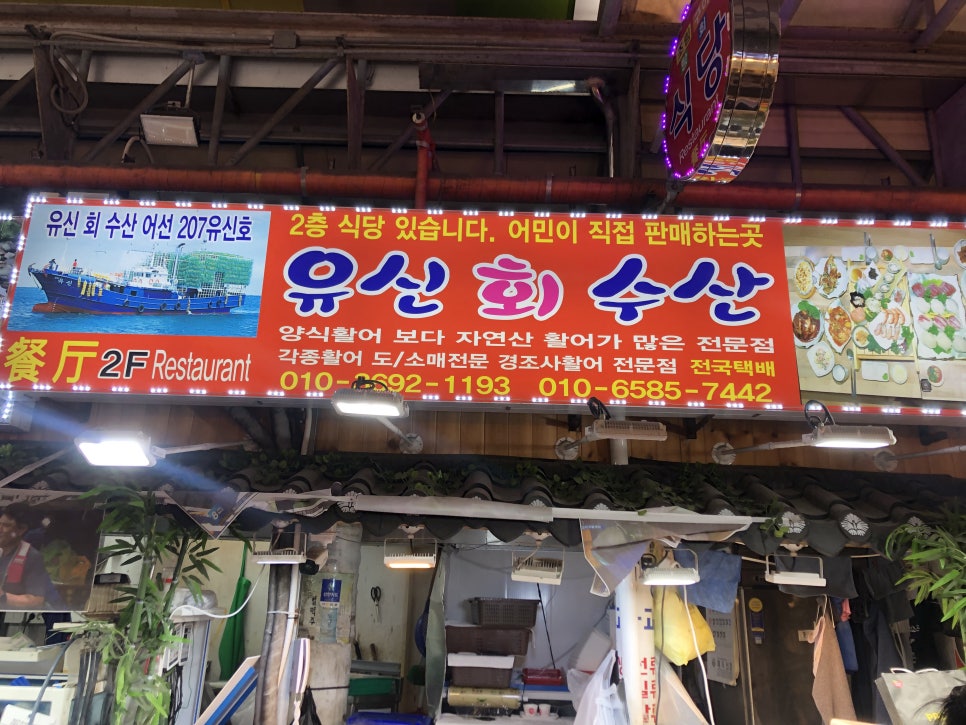 식당
Restaurant
유신 회 수산 어선 207유신호
2층 식당 있습니다. 어민이 직접 판매하는곳
유신 회 수산
양식활어 보다 자연산 활어가 많은 전문점
각종활어 도/소매전문 경조사활어 전문점 전국택배
餐厅 2F Restaurant
010-8692-1193 010-6585-7442